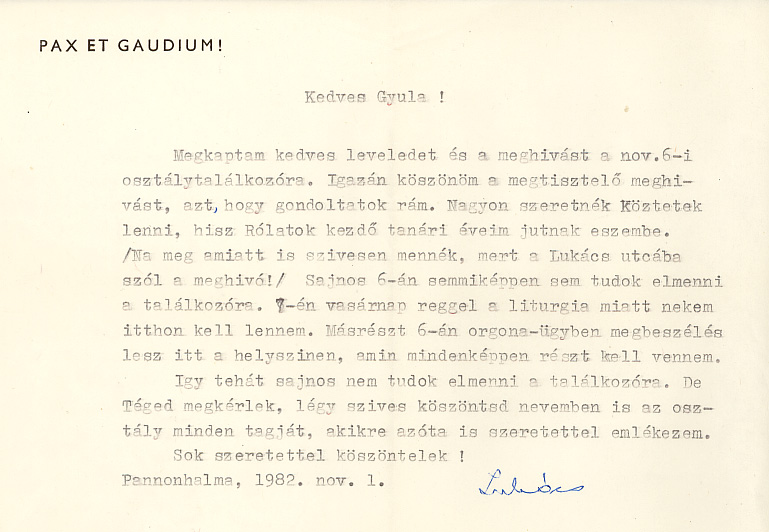 PAX ET GAUDIUM!
Kedves Gyula !
Megkaptam kedves leveledet és a meghivást a nov.6-i
osztálytalálkozóra. Igazán köszönöm a megtisztelő meghi-
vást, azt, hogy gondoltatok rám. Nagyon szeretnék Köztetek
lenni, hisz Rólatok kezdő tanári éveim jutnak eszembe.
/Na meg amiatt is szivesen mennék, mert a Lukács utcába
szól a meghivó!/ Sajnos 6-án semmiképpen sem tudok elmenni
a találkozóra. 7-én vasárnap reggel a liturgia miatt nekem
itthon kell lennem. Másrészt 6-án orgona-ügyben megbeszélés
lesz itt a helyszinen, amin mindenképpen részt kell vennem.
Igy tehát sajnos nem tudok elmenni a találkozóra. De
Téged megkérlek, légy szives köszöntsd nevemben is az osz-
tály minden tagját, akikre azóta is szeretettel emlékezem.
Sok szeretettel köszöntelek !
Pannonhalma, 1982. nov. 1. Lukács